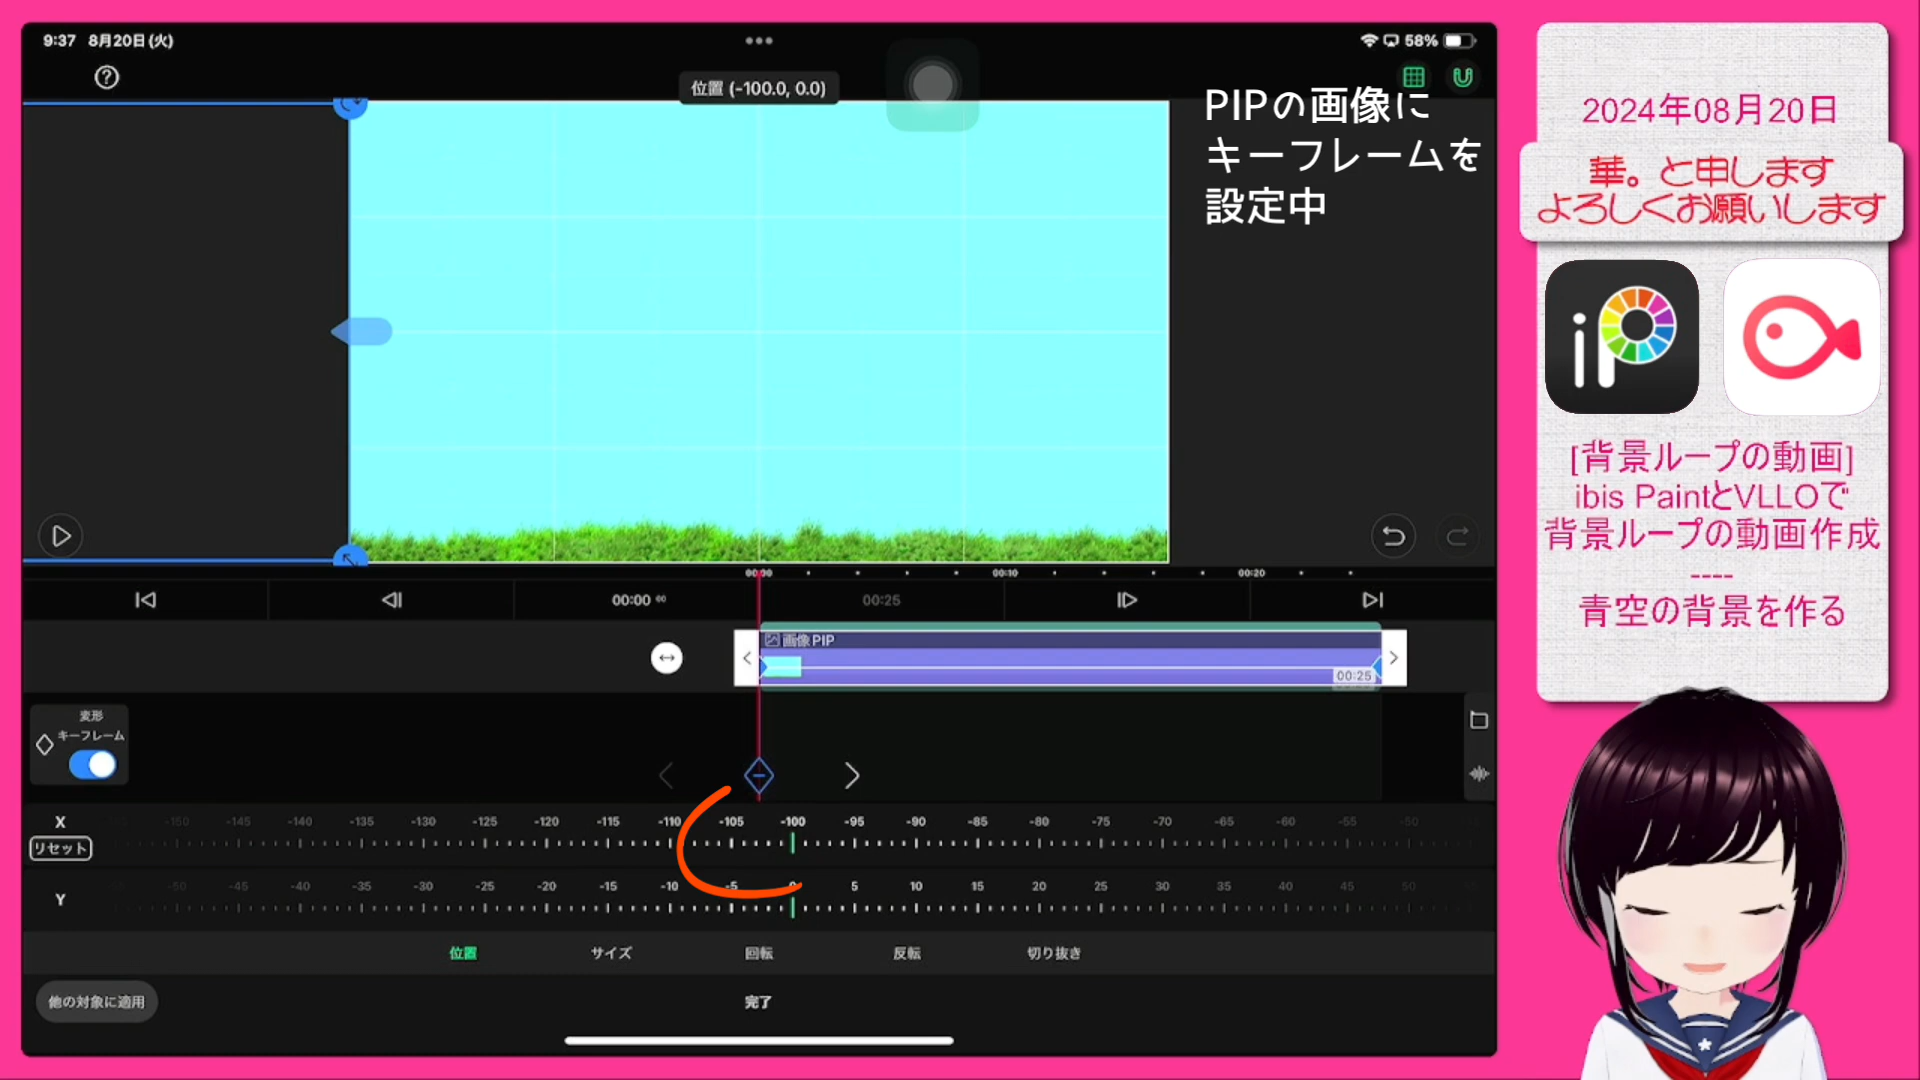 9:37 8月20日(火)
58%
位置 (-100.0, 0.0)
PIPの画像に
キーフレームを
設定中
00:00
00:10
00:20
00:00
00:25
画像PIP
00:25
変形
キーフレーム
X
-150 -145 -140 -135 -130 -125 -120 -115 -110 -105 -100 -95 -90 -85 -80 -75 -70 -65 -60 -55 -50
リセット
Y
-50 -45 -40 -35 -30 -25 -20 -15 -10 -5 0 5 10 15 20 25 30 35 40 45 50
位置 サイズ 回転 反転 切り抜き
他の対象に適用
完了
2024年08月20日
華。と申します
よろしくお願いします
iP
[背景ループの動画]
ibis PaintとVLLOで
背景ループの動画作成
----
青空の背景を作る